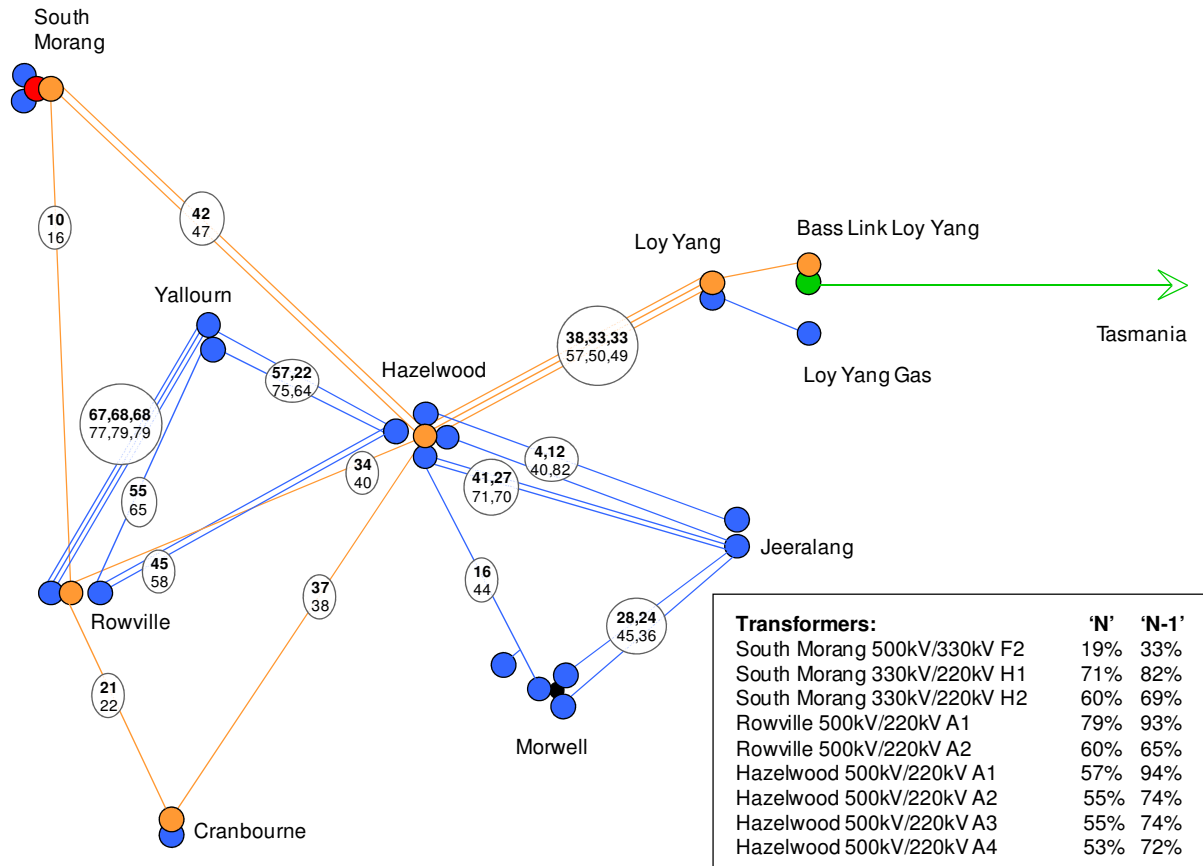 South
Morang
10
16
42
47
Loy Yang
Bass Link Loy Yang
Yallourn
38,33,33
57,50,49
Tasmania
57,22
75,64
Hazelwood
Loy Yang Gas
67,68,68
77,79,79
4,12
40,82
34
40
41,27
71,70
55
65
Jeeralang
45
58
16
44
37
38
Rowville
28,24
45,36
21
22
Morwell
Cranbourne
Transformers: 'N' 'N-1'
South Morang 500kV/330kV F2 19% 33%
South Morang 330kV/220kV H1 71% 82%
South Morang 330kV/220kV H2 60% 69%
Rowville 500kV/220kV A1 79% 93%
Rowville 500kV/220kV A2 60% 65%
Hazelwood 500kV/220kV A1 57% 94%
Hazelwood 500kV/220kV A2 55% 74%
Hazelwood 500kV/220kV A3 55% 74%
Hazelwood 500kV/220kV A4 53% 72%